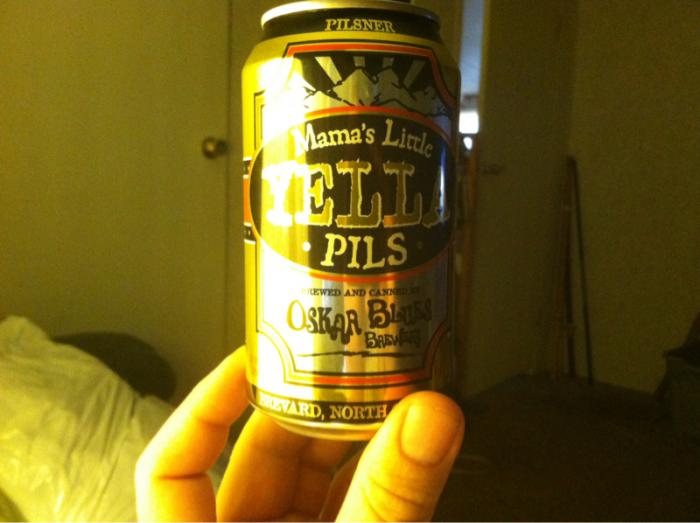 PILSNER
Mama's Little
YELLA
PILS
BREWED AND CANNED BY
OSKAR BLUES
BREWERY
BREVARD, NORTH